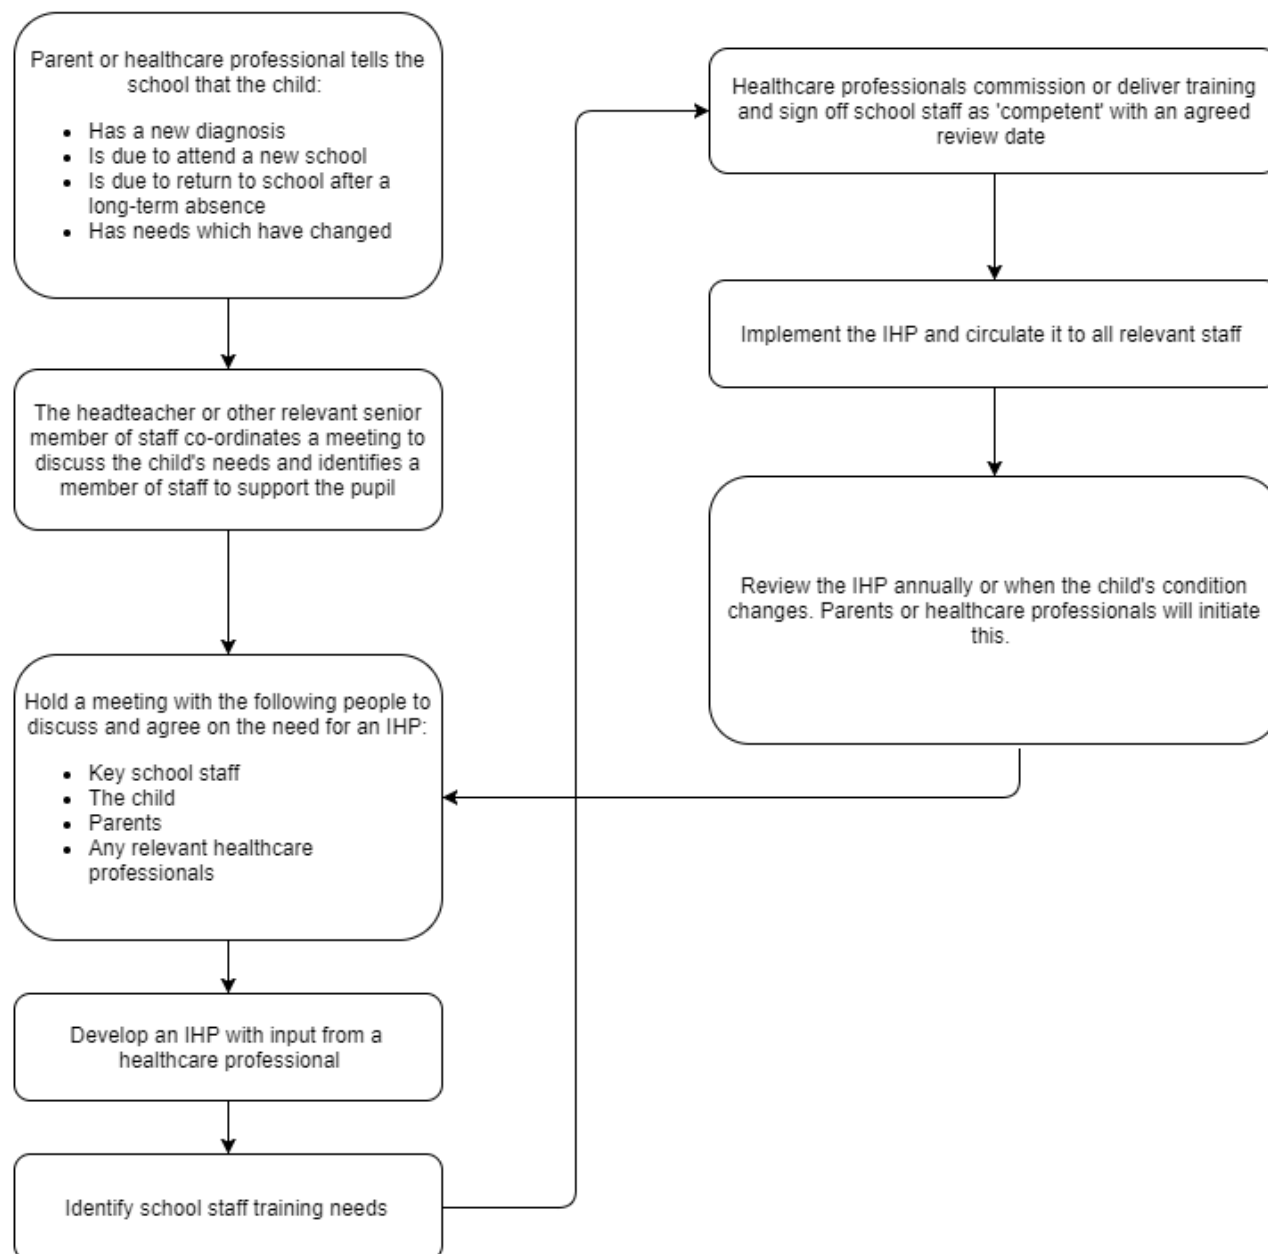 Parent or healthcare professional tells the
school that the child:
• Has a new diagnosis
• Is due to attend a new school
• Is due to return to school after a
long-term absence
• Has needs which have changed
The headteacher or other relevant senior
member of staff co-ordinates a meeting to
discuss the child's needs and identifies a
member of staff to support the pupil
Hold a meeting with the following people to
discuss and agree on the need for an IHP:
• Key school staff
• The child
• Parents
• Any relevant healthcare
professionals
Develop an IHP with input from a
healthcare professional
Identify school staff training needs
Healthcare professionals commission or deliver training
and sign off school staff as 'competent' with an agreed
review date
Implement the IHP and circulate it to all relevant staff
Review the IHP annually or when the child's condition
changes. Parents or healthcare professionals will initiate
this.